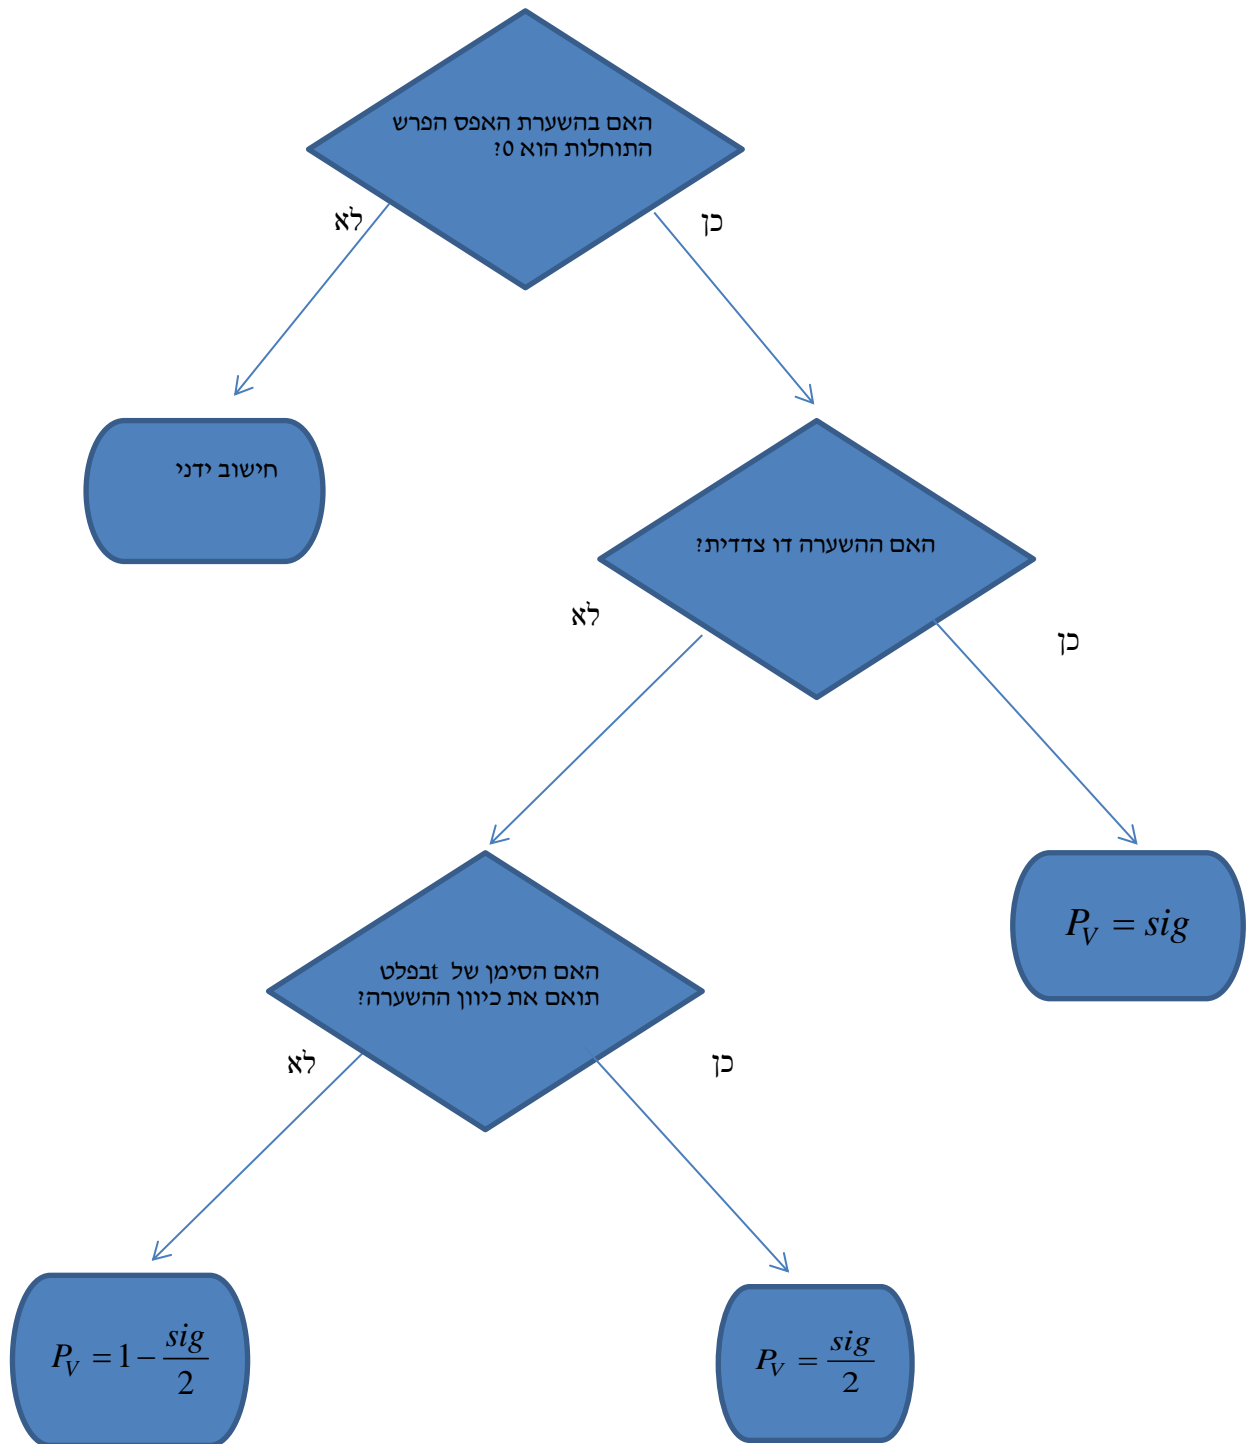 האם בהשערת האפס הפרש
התוחלות הוא 0?
כן
לא
חישוב ידני
האם ההשערה דו צדדית?
לא
כן
P_V = sig
האם הסימן של tבפלט
תואם את כיוון ההשערה?
כן
לא
P_V = sig/2
P_V = 1 − sig/2